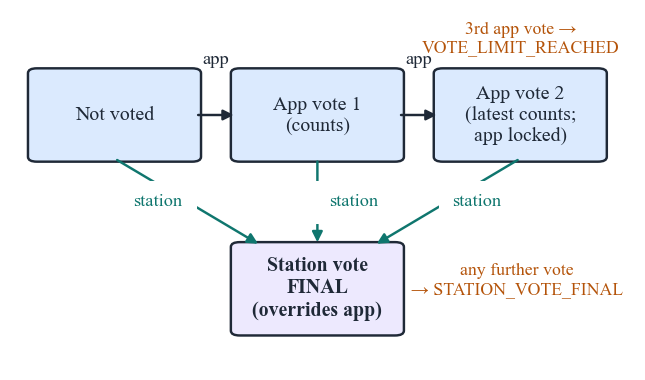 3rd app vote →
VOTE_LIMIT_REACHED
app
app
Not voted
App vote 1
(counts)
App vote 2
(latest counts;
app locked)
station
station
station
Station vote
FINAL
(overrides app)
any further vote
→ STATION_VOTE_FINAL